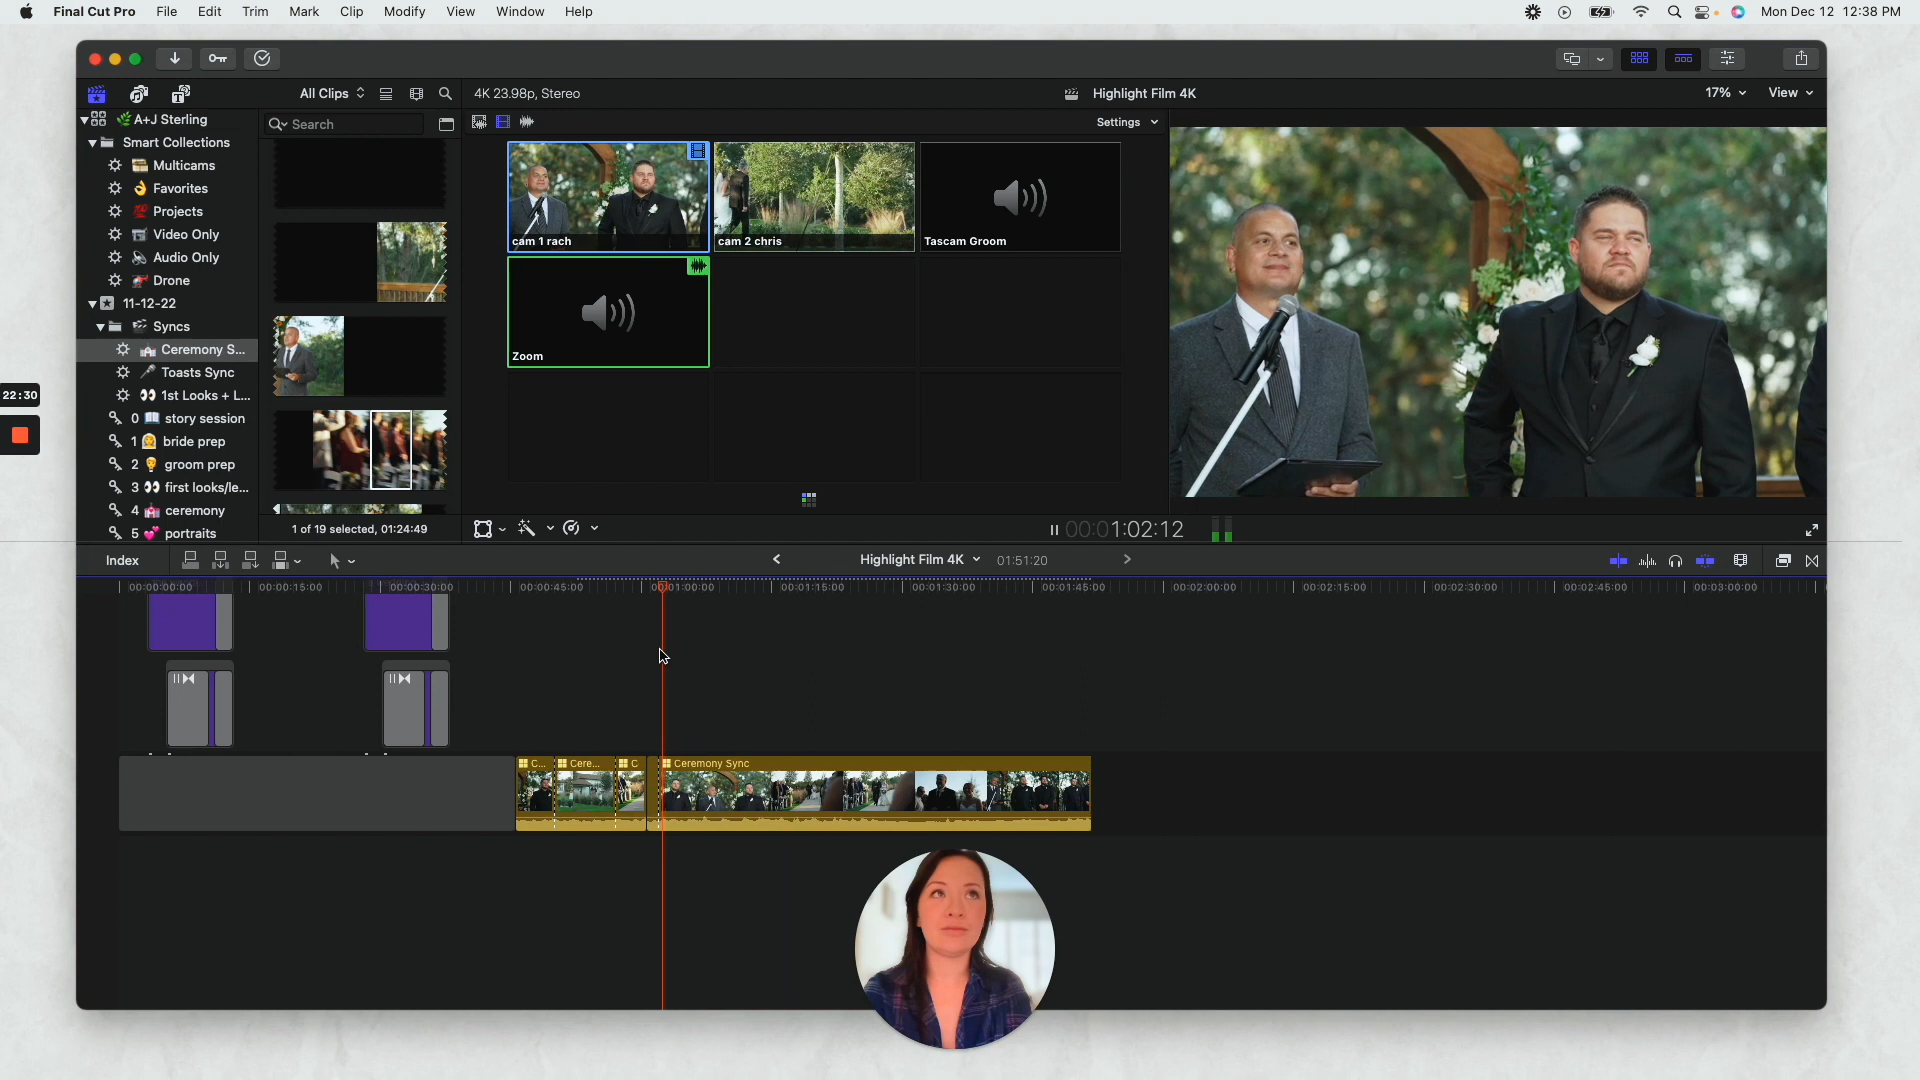 Final Cut Pro File Edit Trim Mark Clip Modify View Window Help Mon Dec 12 12:38 PM
All Clips 4K 23.98p, Stereo Highlight Film 4K 17% View
A+J Sterling
Smart Collections
Multicams
Favorites
Projects
Video Only
Audio Only
Drone
11-12-22
Syncs
Ceremony S...
Toasts Sync
1st Looks + L...
0 story session
1 bride prep
2 groom prep
3 first looks/le...
4 ceremony
5 portraits
Search
1 of 19 selected, 01:24:49
Settings
cam 1 rach
cam 2 chris
Tascam Groom
Zoom
00:01:02:12
22:30
Index Highlight Film 4K 01:51:20
00:00:00:00 00:00:15:00 00:00:30:00 00:00:45:00 00:01:00:00 00:01:15:00 00:01:30:00 00:01:45:00 00:02:00:00 00:02:15:00 00:02:30:00 00:02:45:00 00:03:00:00
C... Cere... C Ceremony Sync